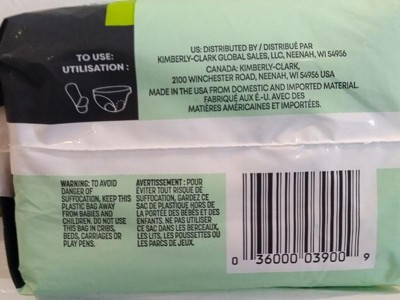 TO USE:
UTILISATION :
US: DISTRIBUTED BY / DISTRIBUÉ PAR
KIMBERLY-CLARK GLOBAL SALES, LLC, NEENAH, WI 54956
CANADA: KIMBERLY-CLARK,
2100 WINCHESTER ROAD, NEENAH, WI 54956 USA
MADE IN THE USA FROM DOMESTIC AND IMPORTED MATERIAL.
FABRIQUÉ AUX É.-U. AVEC DES
MATIÈRES AMÉRICAINES ET IMPORTÉES.
WARNING: TO AVOID
DANGER OF
SUFFOCATION, KEEP THIS
PLASTIC BAG AWAY
FROM BABIES AND
CHILDREN. DO NOT USE
THIS BAG IN CRIBS,
BEDS, CARRIAGES OR
PLAY PENS.
AVERTISSEMENT : POUR
ÉVITER TOUT RISQUE DE
SUFFOCATION, GARDEZ CE
SAC DE PLASTIQUE HORS DE
LA PORTÉE DES BÉBÉS ET DES
ENFANTS. NE PAS UTILISER
CE SAC DANS LES BERCEAUX,
LES LITS, LES POUSSETTES OU
LES PARCS DE JEUX.
0 36000 03900 9